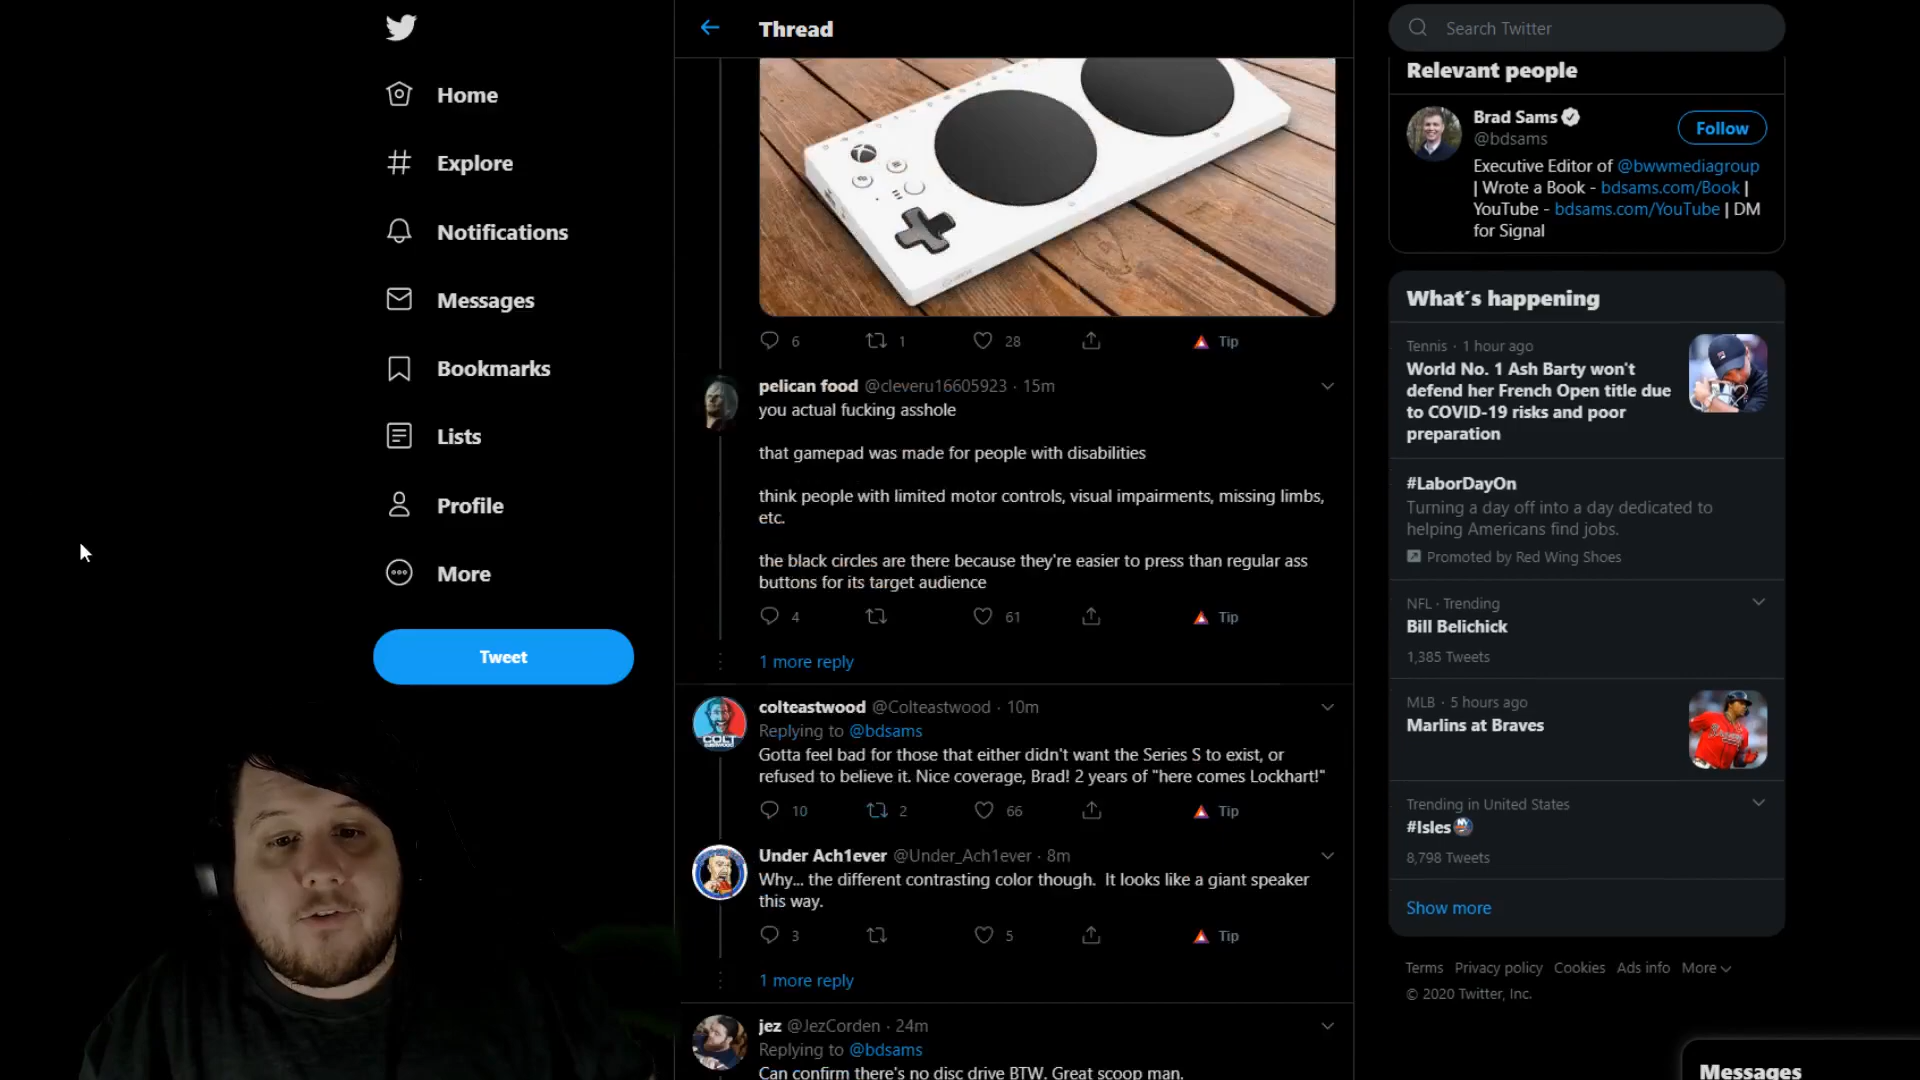 Home
Explore
Notifications
Messages
Bookmarks
Lists
Profile
More
Tweet
Thread
6
1
28
Tip
pelican food @cleveru16605923 · 15m
you actual fucking asshole
that gamepad was made for people with disabilities
think people with limited motor controls, visual impairments, missing limbs,
etc.
the black circles are there because they're easier to press than regular ass
buttons for its target audience
4
61
Tip
1 more reply
COLT
colteastwood @Colteastwood · 10m
Replying to @bdsams
Gotta feel bad for those that either didn't want the Series S to exist, or
refused to believe it. Nice coverage, Brad! 2 years of "here comes Lockhart!"
10
2
66
Tip
Under Ach1ever @Under_Ach1ever · 8m
Why... the different contrasting color though. It looks like a giant speaker
this way.
3
5
Tip
1 more reply
jez @JezCorden · 24m
Replying to @bdsams
Can confirm there's no disc drive BTW. Great scoop man.
Search Twitter
Relevant people
Brad Sams
@bdsams
Follow
Executive Editor of @bwwmediagroup
| Wrote a Book - bdsams.com/Book |
YouTube - bdsams.com/YouTube | DM
for Signal
What´s happening
Tennis · 1 hour ago
World No. 1 Ash Barty won't
defend her French Open title due
to COVID-19 risks and poor
preparation
#LaborDayOn
Turning a day off into a day dedicated to
helping Americans find jobs.
Promoted by Red Wing Shoes
NFL · Trending
Bill Belichick
1,385 Tweets
MLB · 5 hours ago
Marlins at Braves
Trending in United States
#Isles
8,798 Tweets
Show more
Terms Privacy policy Cookies Ads info More
© 2020 Twitter, Inc.
Messages